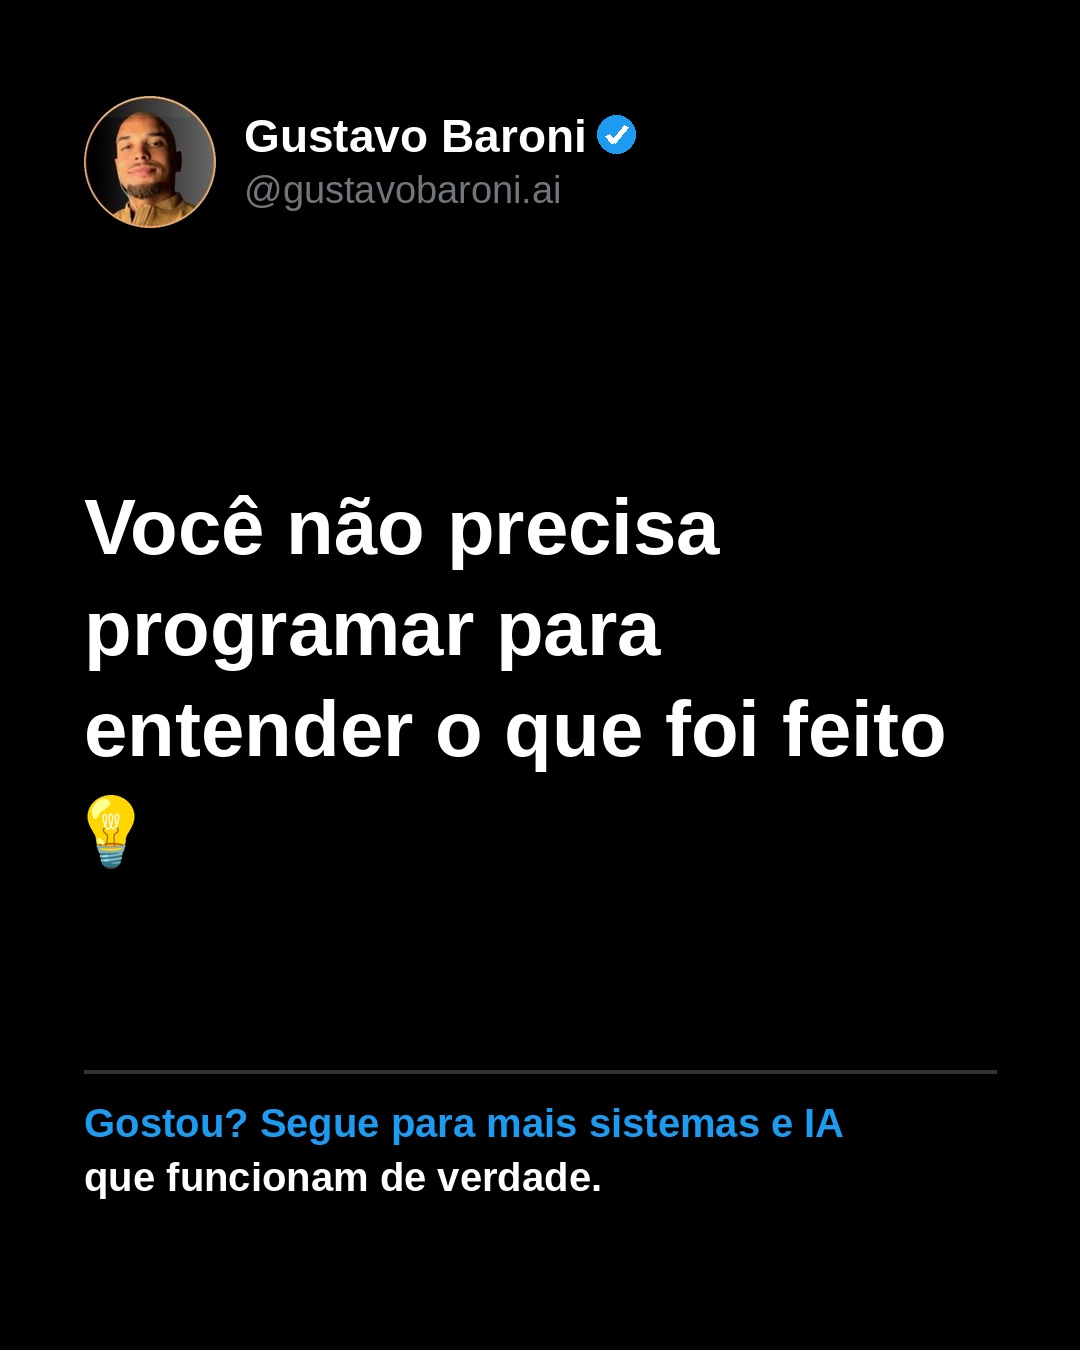 Gustavo Baroni
@gustavobaroni.ai
Você não precisa
programar para
entender o que foi feito
💡
Gostou? Segue para mais sistemas e IA
que funcionam de verdade.